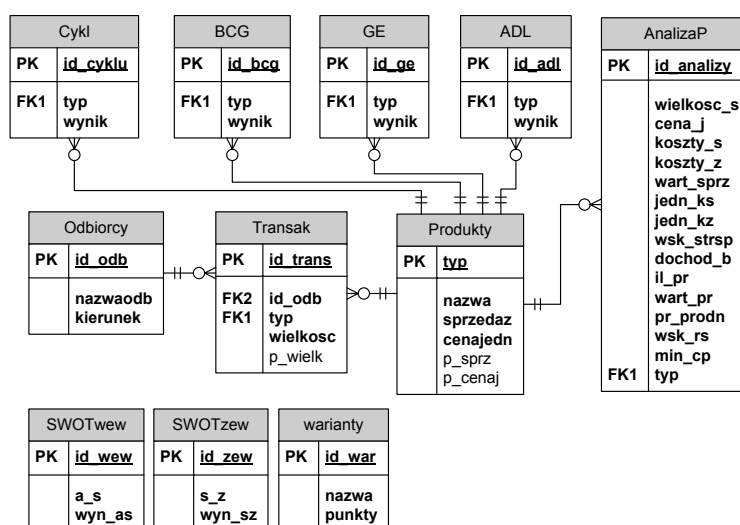 Cykl
PK id_cyklu
FK1 typ
wynik
BCG
PK id_bcg
FK1 typ
wynik
GE
PK id_ge
FK1 typ
wynik
ADL
PK id_adl
FK1 typ
wynik
AnalizaP
PK id_analizy
wielkosc_s
cena_j
koszty_s
koszty_z
wart_sprz
jedn_ks
jedn_kz
wsk_strsp
dochod_b
il_pr
wart_pr
pr_prodn
wsk_rs
min_cp
FK1 typ
Odbiorcy
PK id_odb
nazwaodb
kierunek
Transak
PK id_trans
FK2 id_odb
FK1 typ
wielkosc
p_wielk
Produkty
PK typ
nazwa
sprzedaz
cenajedn
p_sprz
p_cenaj
SWOTwew
PK id_wew
a_s
wyn_as
SWOTzew
PK id_zew
s_z
wyn_sz
warianty
PK id_war
nazwa
punkty